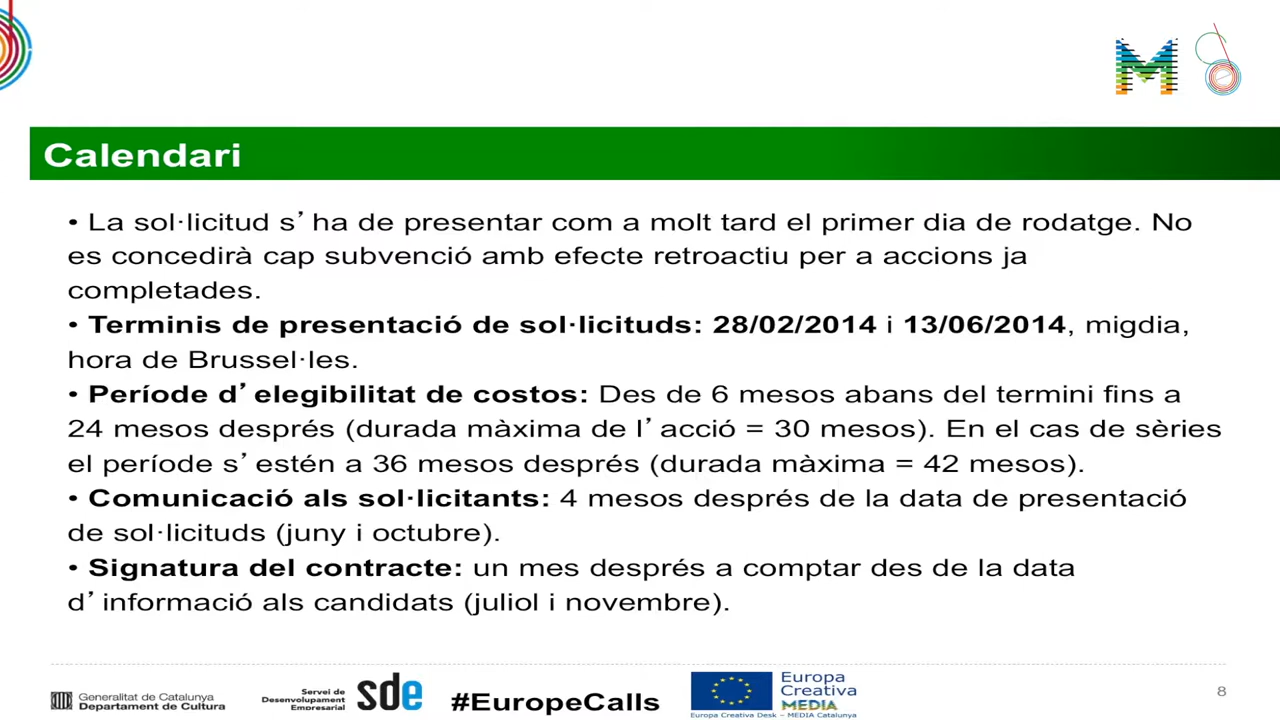 Calendari
• La sol·licitud s’ha de presentar com a molt tard el primer dia de rodatge. No
es concedirà cap subvenció amb efecte retroactiu per a accions ja
completades.
• Terminis de presentació de sol·licituds: 28/02/2014 i 13/06/2014, migdia,
hora de Brussel·les.
• Període d’elegibilitat de costos: Des de 6 mesos abans del termini fins a
24 mesos després (durada màxima de l’acció = 30 mesos). En el cas de sèries
el període s’estén a 36 mesos després (durada màxima = 42 mesos).
• Comunicació als sol·licitants: 4 mesos després de la data de presentació
de sol·licituds (juny i octubre).
• Signatura del contracte: un mes després a comptar des de la data
d’informació als candidats (juliol i novembre).
Generalitat de Catalunya
Departament de Cultura
Servei de
Desenvolupament
Empresarial
sde
#EuropeCalls
Europa
Creativa
MEDIA
Europa Creative Desk – MEDIA Catalunya
8